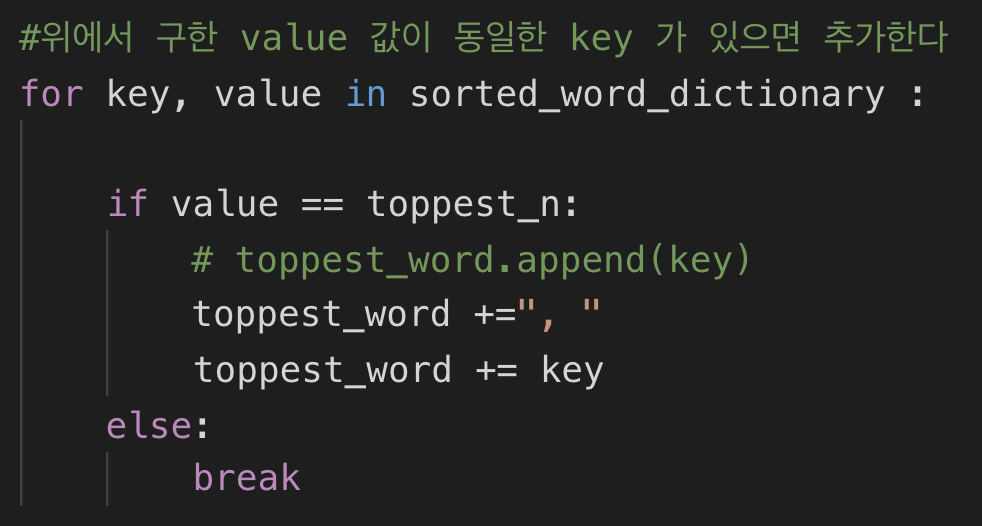 #위에서 구한 value 값이 동일한 key 가 있으면 추가한다
for key, value in sorted_word_dictionary :
if value == toppest_n:
# toppest_word.append(key)
toppest_word +=", "
toppest_word += key
else:
break